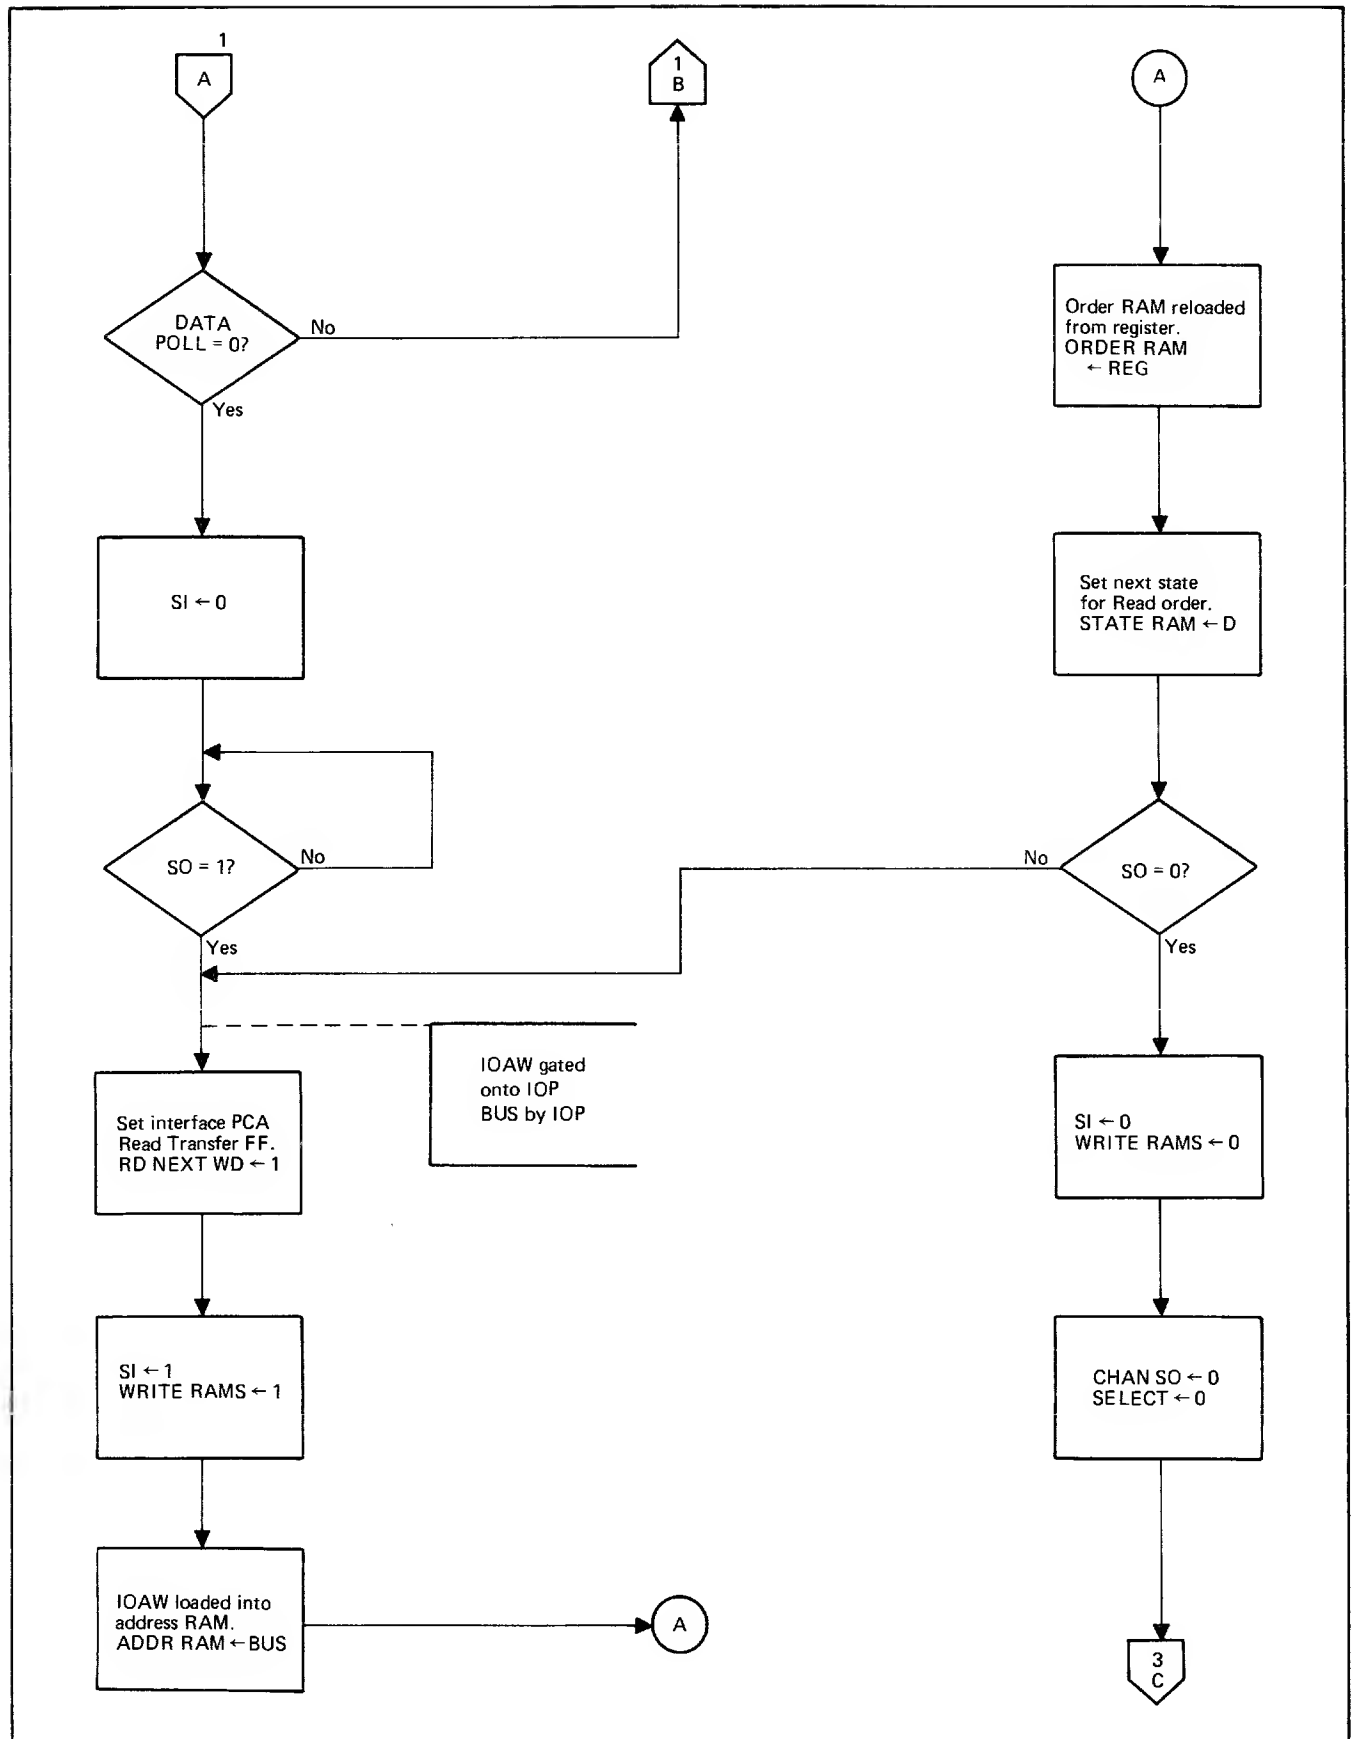 1
A
DATA
POLL = 0?
No
Yes
SI ← 0
SO = 1?
No
Yes
IOAW gated
onto IOP
BUS by IOP
Set interface PCA
Read Transfer FF.
RD NEXT WD ← 1
SI ← 1
WRITE RAMS ← 1
IOAW loaded into
address RAM.
ADDR RAM ← BUS
A
1
B
A
Order RAM reloaded
from register.
ORDER RAM
← REG
Set next state
for Read order.
STATE RAM ← D
SO = 0?
No
Yes
SI ← 0
WRITE RAMS ← 0
CHAN SO ← 0
SELECT ← 0
3
C